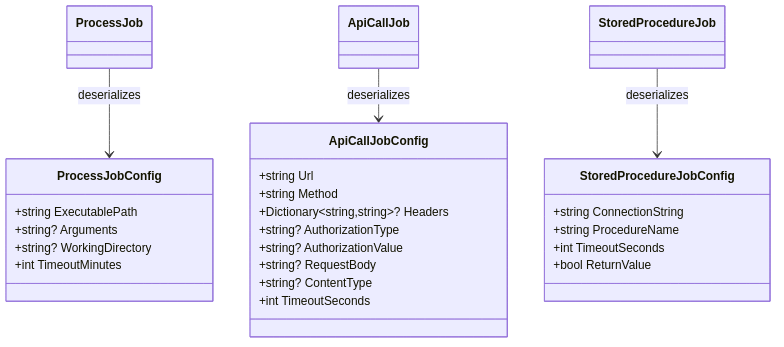 ProcessJob
ApiCallJob
StoredProcedureJob
deserializes
deserializes
deserializes
ProcessJobConfig
+string ExecutablePath
+string? Arguments
+string? WorkingDirectory
+int TimeoutMinutes
ApiCallJobConfig
+string Url
+string Method
+Dictionary<string,string>? Headers
+string? AuthorizationType
+string? AuthorizationValue
+string? RequestBody
+string? ContentType
+int TimeoutSeconds
StoredProcedureJobConfig
+string ConnectionString
+string ProcedureName
+int TimeoutSeconds
+bool ReturnValue